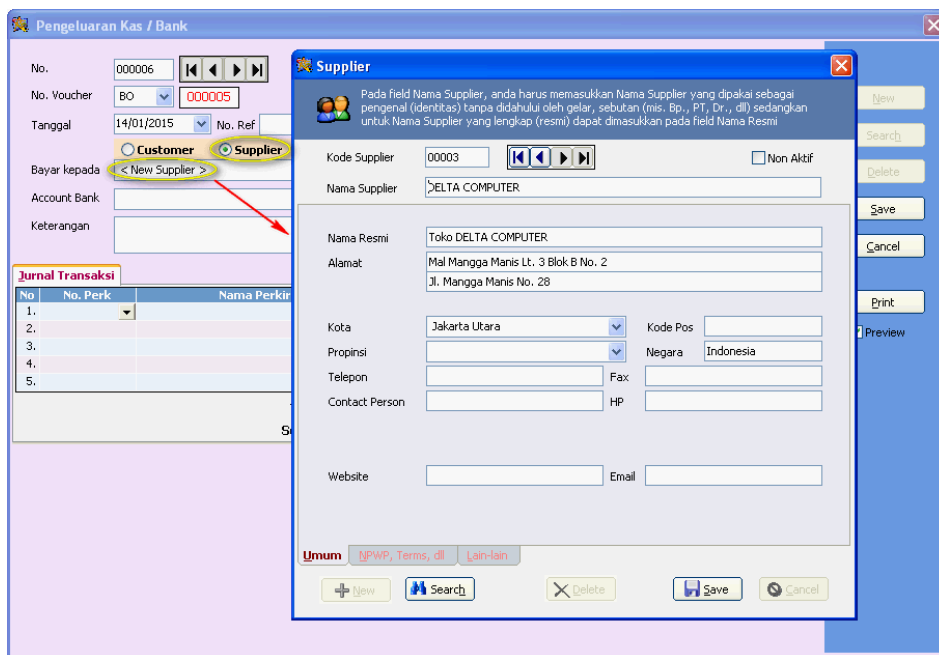 Pengeluaran Kas / Bank
No. 000006
No. Voucher BO 000005
Tanggal 14/01/2015 No. Ref
Customer Supplier
Bayar kepada < New Supplier >
Account Bank
Keterangan
Jurnal Transaksi
No No. Perk Nama Perkir
1.
2.
3.
4.
5.
New
Search
Delete
Save
Cancel
Print
Preview
Supplier
Pada field Nama Supplier, anda harus memasukkan Nama Supplier yang dipakai sebagai
pengenal (identitas) tanpa didahului oleh gelar, sebutan (mis. Bp., PT, Dr., dll) sedangkan
untuk Nama Supplier yang lengkap (resmi) dapat dimasukkan pada field Nama Resmi
Kode Supplier 00003 Non Aktif
Nama Supplier DELTA COMPUTER
Nama Resmi Toko DELTA COMPUTER
Alamat Mal Mangga Manis Lt. 3 Blok B No. 2
Jl. Mangga Manis No. 28
Kota Jakarta Utara Kode Pos
Propinsi Negara Indonesia
Telepon Fax
Contact Person HP
Website Email
Umum NPWP, Terms, dll Lain-lain
New Search Delete Save Cancel